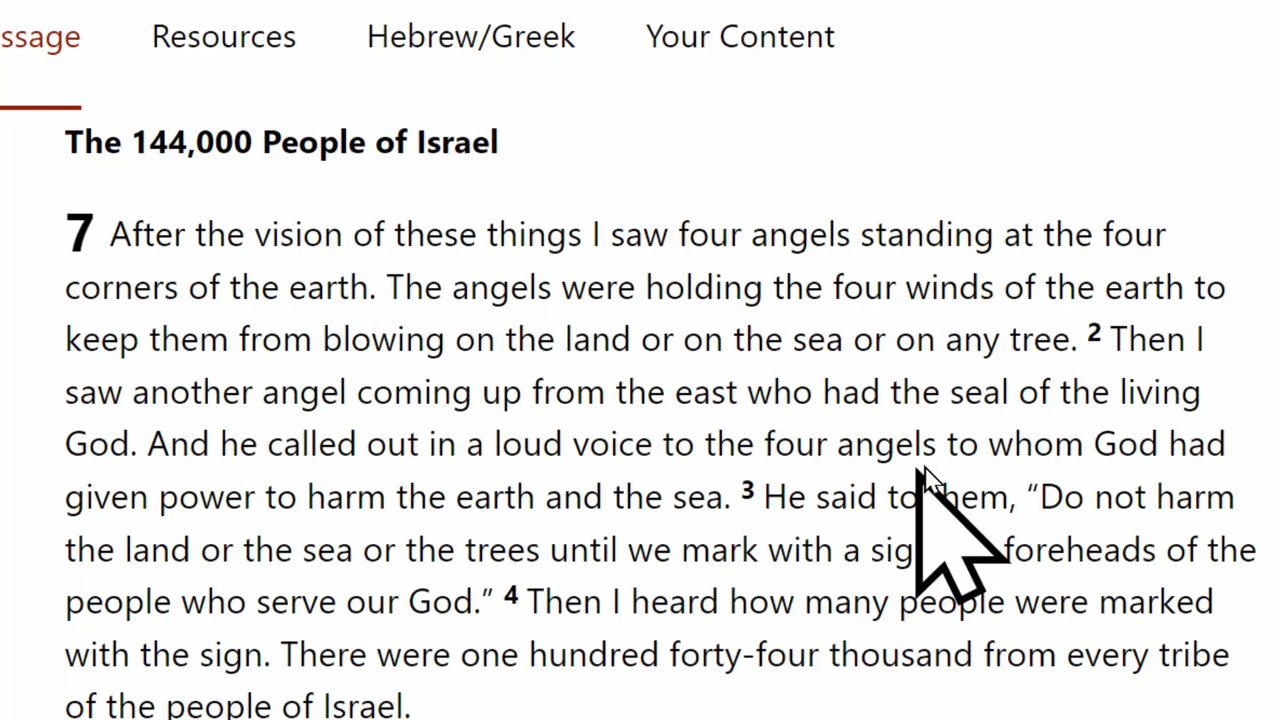 ssage Resources Hebrew/Greek Your Content
The 144,000 People of Israel
7 After the vision of these things I saw four angels standing at the four
corners of the earth. The angels were holding the four winds of the earth to
keep them from blowing on the land or on the sea or on any tree. 2 Then I
saw another angel coming up from the east who had the seal of the living
God. And he called out in a loud voice to the four angels to whom God had
given power to harm the earth and the sea. 3 He said to them, “Do not harm
the land or the sea or the trees until we mark with a sig foreheads of the
people who serve our God.” 4 Then I heard how many people were marked
with the sign. There were one hundred forty-four thousand from every tribe
of the people of Israel.